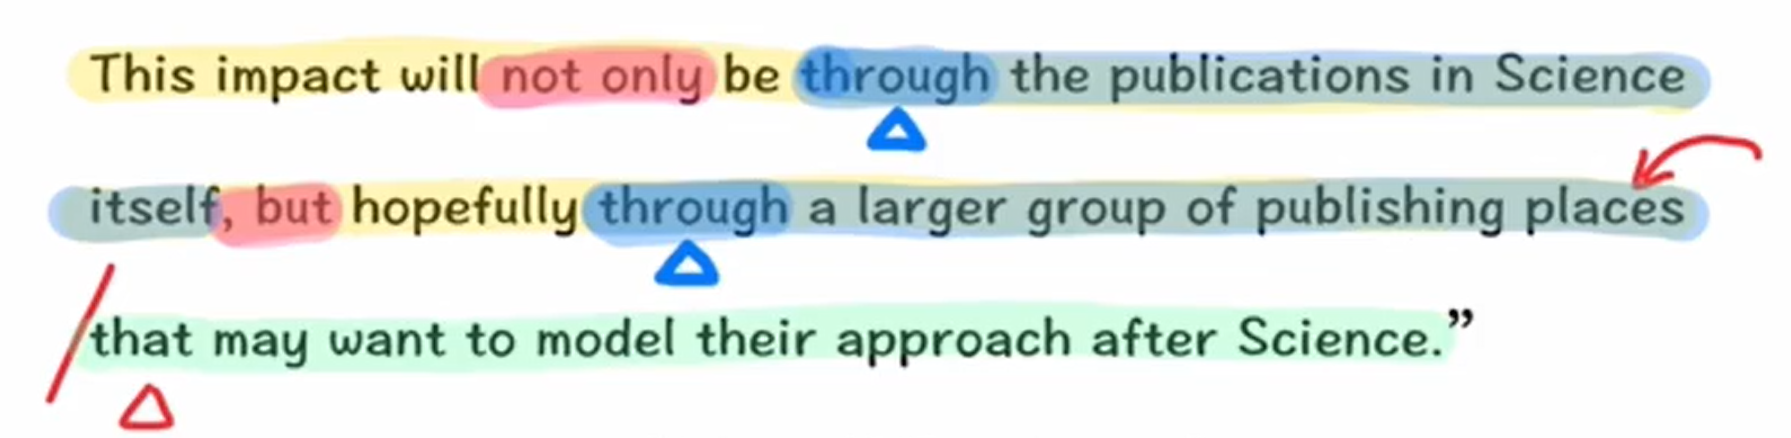 This impact will not only be through the publications in Science
itself, but hopefully through a larger group of publishing places
that may want to model their approach after Science.”